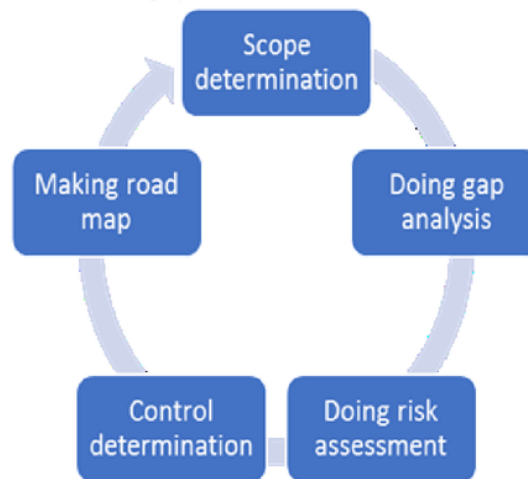 Scope
determination
Doing gap
analysis
Doing risk
assessment
Control
determination
Making road
map